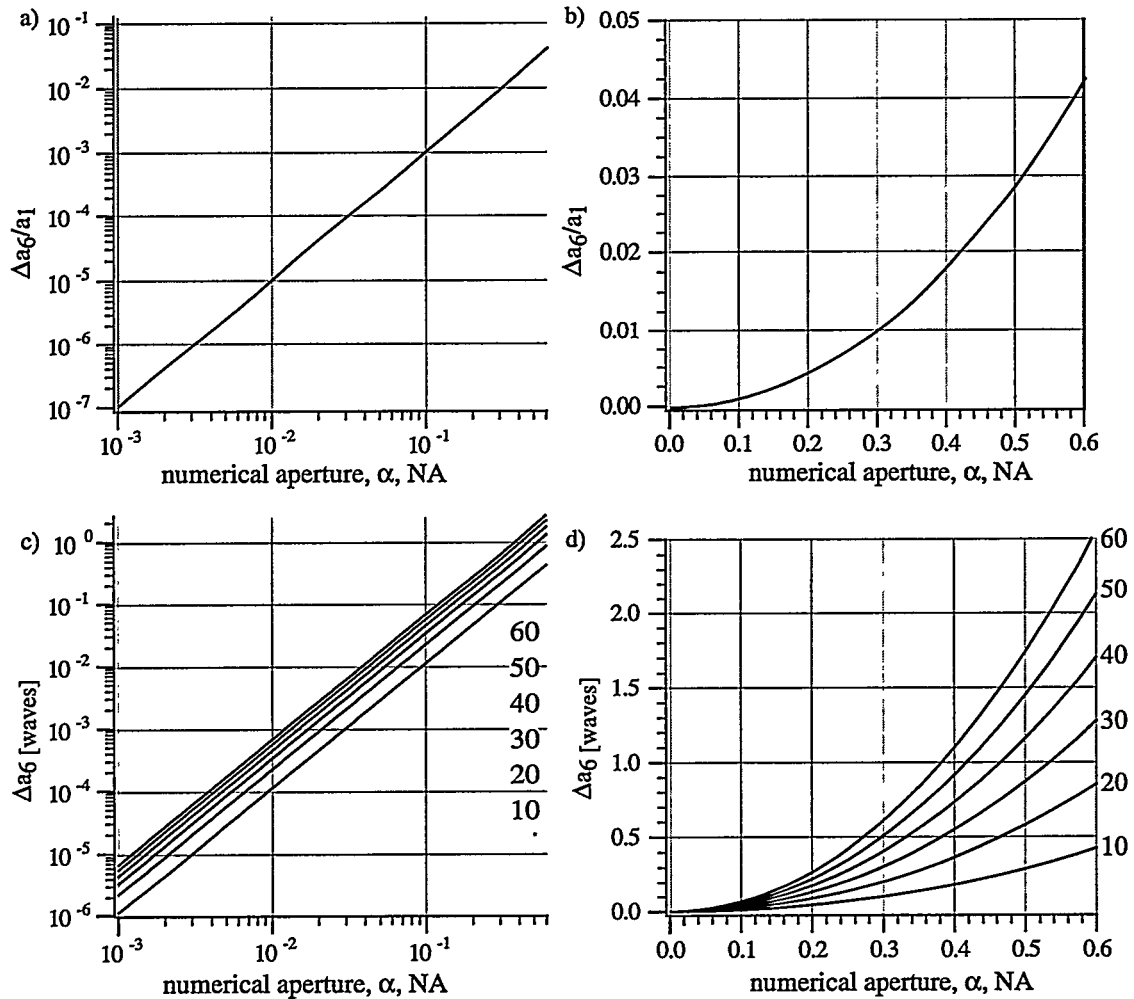 a)
10⁻¹
10⁻²
10⁻³
10⁻⁴
10⁻⁵
10⁻⁶
10⁻⁷
Δa₆/a₁
10⁻³ 10⁻² 10⁻¹
numerical aperture, α, NA
b)
0.05
0.04
0.03
0.02
0.01
0.00
Δa₆/a₁
0.0 0.1 0.2 0.3 0.4 0.5 0.6
numerical aperture, α, NA
c)
10⁰
10⁻¹
10⁻²
10⁻³
10⁻⁴
10⁻⁵
10⁻⁶
Δa₆ [waves]
60
50
40
30
20
10
10⁻³ 10⁻² 10⁻¹
numerical aperture, α, NA
d)
2.5
2.0
1.5
1.0
0.5
0.0
Δa₆ [waves]
60
50
40
30
20
10
0.0 0.1 0.2 0.3 0.4 0.5 0.6
numerical aperture, α, NA